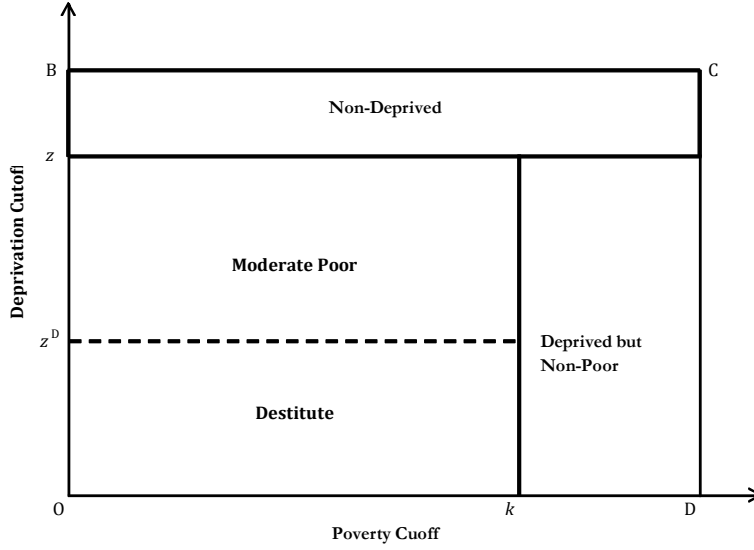 B
C
Non-Deprived
z
Deprivation Cutoff
Moderate Poor
z^D
Deprived but
Non-Poor
Destitute
O
k
D
Poverty Cuoff